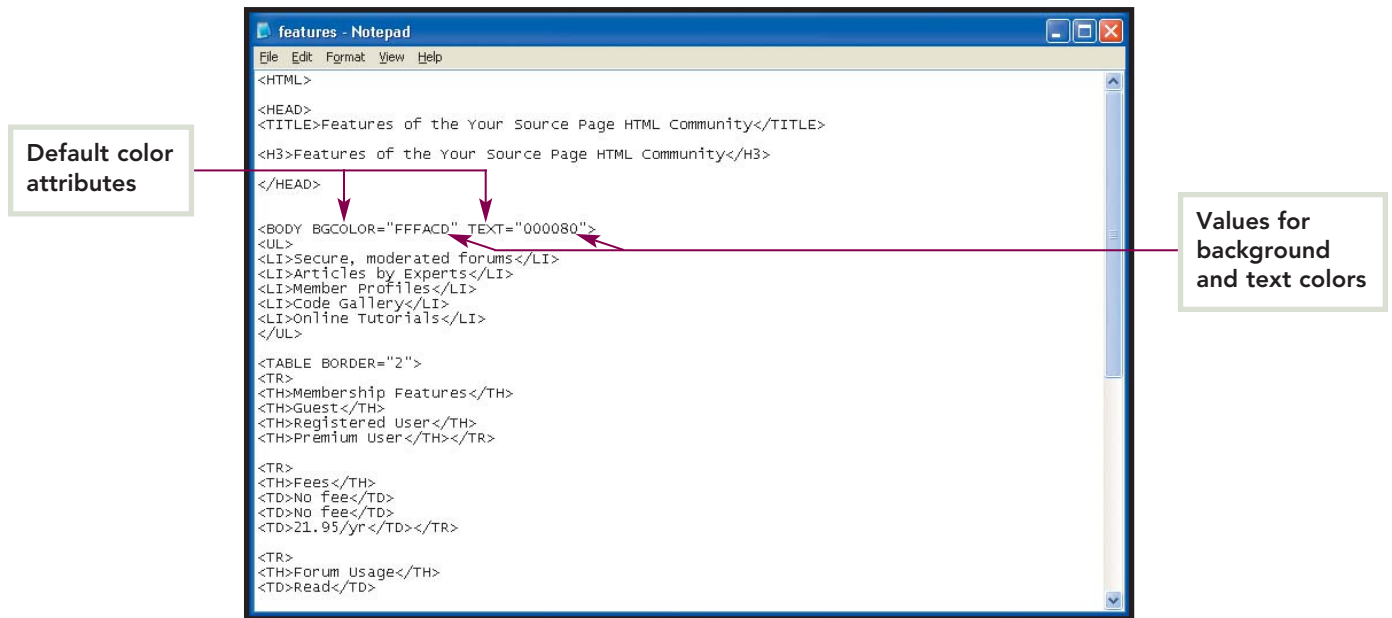 features - Notepad
File Edit Format View Help
<HTML>
<HEAD>
<TITLE>Features of the Your Source Page HTML Community</TITLE>
<H3>Features of the Your Source Page HTML Community</H3>
</HEAD>
Default color
attributes
<BODY BGCOLOR="FFFACD" TEXT="000080">
<UL>
<LI>Secure, moderated forums</LI>
<LI>Articles by Experts</LI>
<LI>Member Profiles</LI>
<LI>Code Gallery</LI>
<LI>Online Tutorials</LI>
</UL>
Values for
background
and text colors
<TABLE BORDER="2">
<TR>
<TH>Membership Features</TH>
<TH>Guest</TH>
<TH>Registered User</TH>
<TH>Premium User</TH></TR>
<TR>
<TH>Fees</TH>
<TD>No fee</TD>
<TD>No fee</TD>
<TD>21.95/yr</TD></TR>
<TR>
<TH>Forum Usage</TH>
<TD>Read</TD>